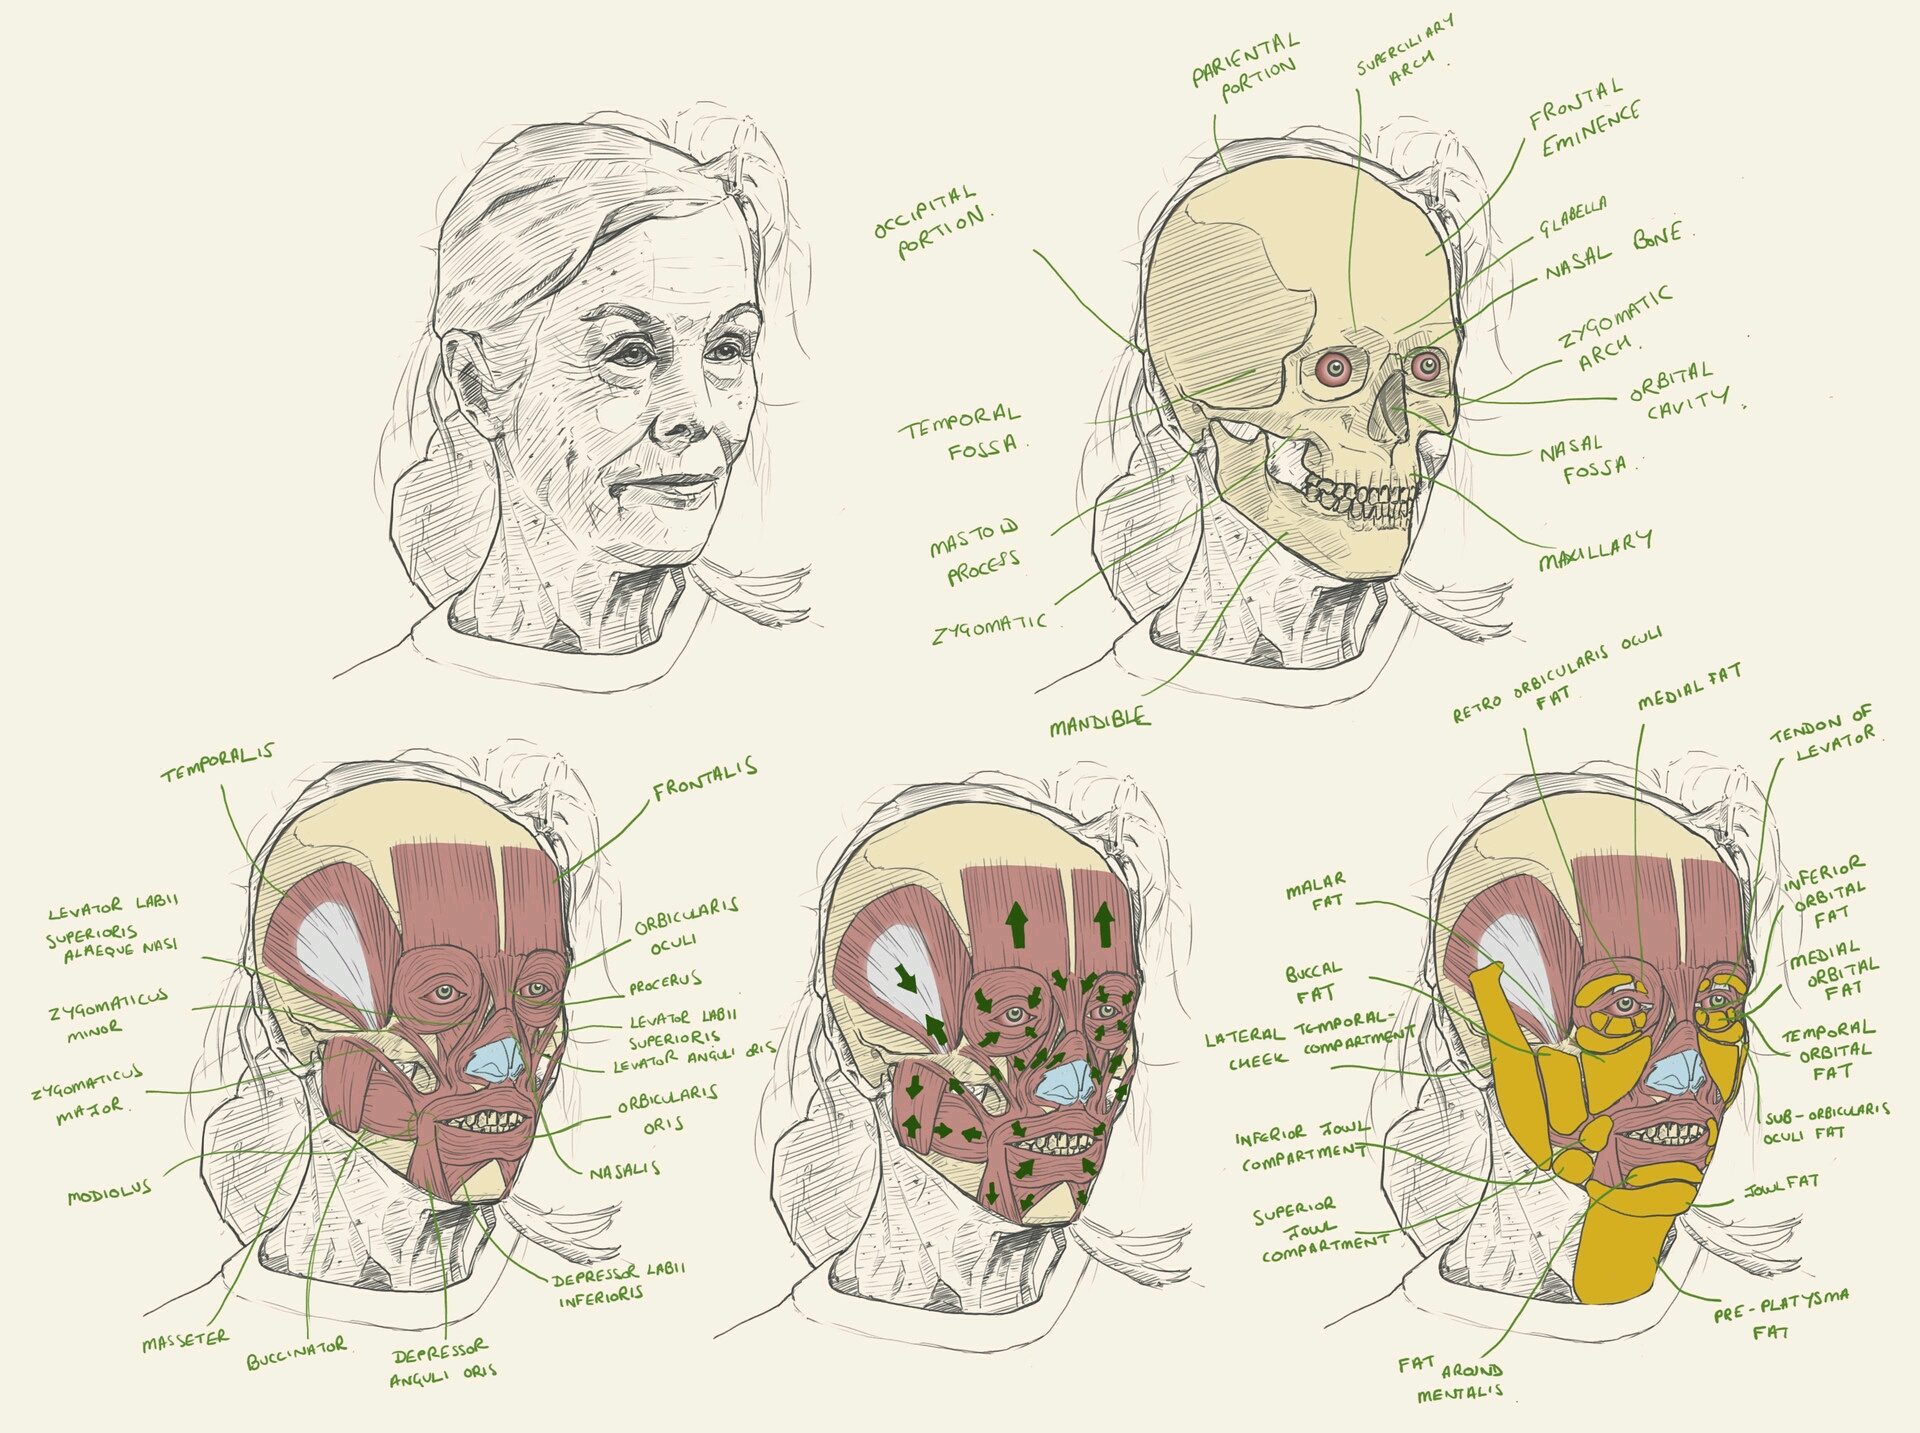 PARIENTAL
PORTION
SUPERCILIARY
ARCH.
FRONTAL
EMINENCE
OCCIPITAL
PORTION.
GLABELLA
NASAL BONE.
ZYGOMATIC
ARCH.
ORBITAL
CAVITY.
TEMPORAL
FOSSA.
NASAL
FOSSA.
MASTOID
PROCESS
MAXILLARY
ZYGOMATIC.
MANDIBLE
TEMPORALIS
FRONTALIS
LEVATOR LABII
SUPERIORIS
ALAEQUE NASI
ORBICULARIS
OCULI
ZYGOMATICUS
MINOR
PROCERUS
LEVATOR LABII
SUPERIORIS
LEVATOR ANGULI ORIS
ZYGOMATICUS
MAJOR.
ORBICULARIS
ORIS
MODIOLUS
NASALIS
DEPRESSOR LABII
INFERIORIS
MASSETER
BUCCINATOR.
DEPRESSOR
ANGULI ORIS
RETRO ORBICULARIS OCULI
FAT
MEDIAL FAT
TENDON OF
LEVATOR.
MALAR
FAT
INFERIOR
ORBITAL
FAT
BUCCAL
FAT
MEDIAL
ORBITAL
FAT
LATERAL TEMPORAL-
CHEEK COMPARTMENT
TEMPORAL
ORBITAL
FAT
INFERIOR JOWL
COMPARTMENT
SUB-ORBICULARIS
OCULI FAT
SUPERIOR
JOWL
COMPARTMENT
JOWL FAT
PRE-PLATYSMA
FAT
FAT AROUND
MENTALIS.